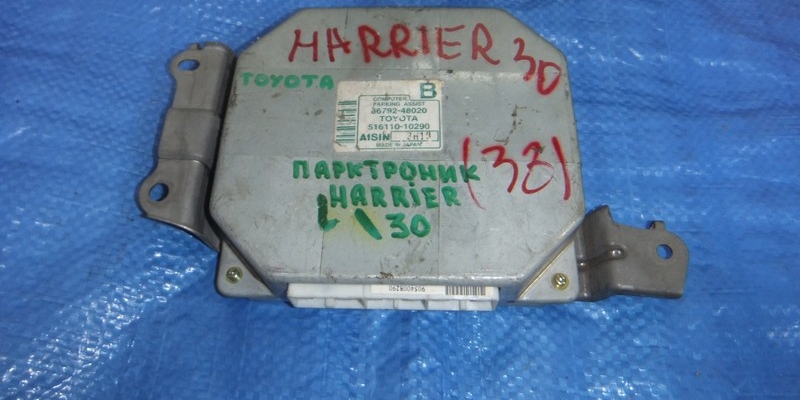 HARRIER 30
TOYOTA
B
COMPUTER
PARKING ASSIST
86792-48020
TOYOTA
516110-10290
AISIN
MADE IN JAPAN
ПАРКТРОНИК
HARRIER
30
(38)
9054008290